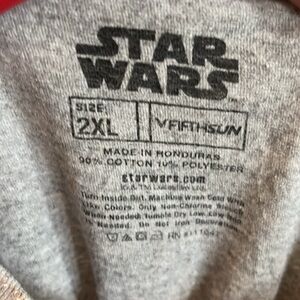 STAR
WARS
SIZE:
2XL
FIFTHSUN
MADE IN HONDURAS
90% COTTON 10% POLYESTER
starwars.com
Turn Inside Out. Machine Wash Cold With
Like Colors. Only Non-Chlorine Bleach
When Needed. Tumble Dry Low. Low Iron
As Needed. Do Not Iron Decoration
RN